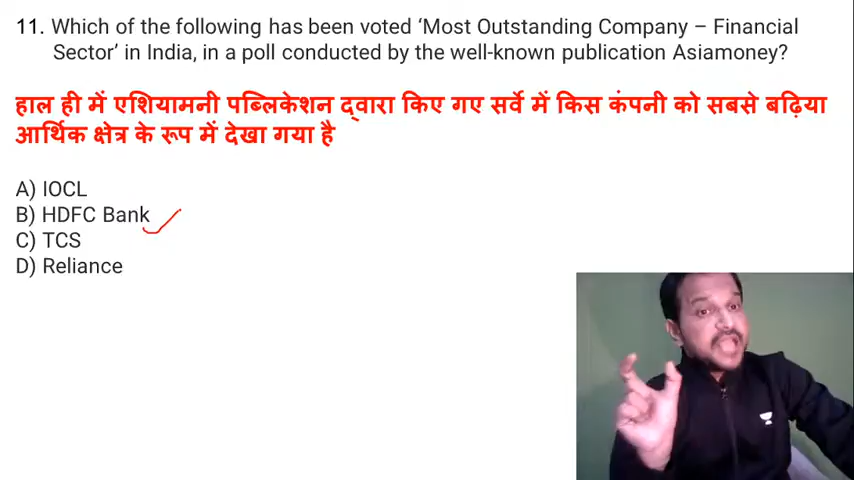 11. Which of the following has been voted ‘Most Outstanding Company – Financial
Sector’ in India, in a poll conducted by the well-known publication Asiamoney?
हाल ही में एशियामनी पब्लिकेशन द्वारा किए गए सर्वे में किस कंपनी को सबसे बढ़िया
आर्थिक क्षेत्र के रूप में देखा गया है
A) IOCL
B) HDFC Bank
C) TCS
D) Reliance